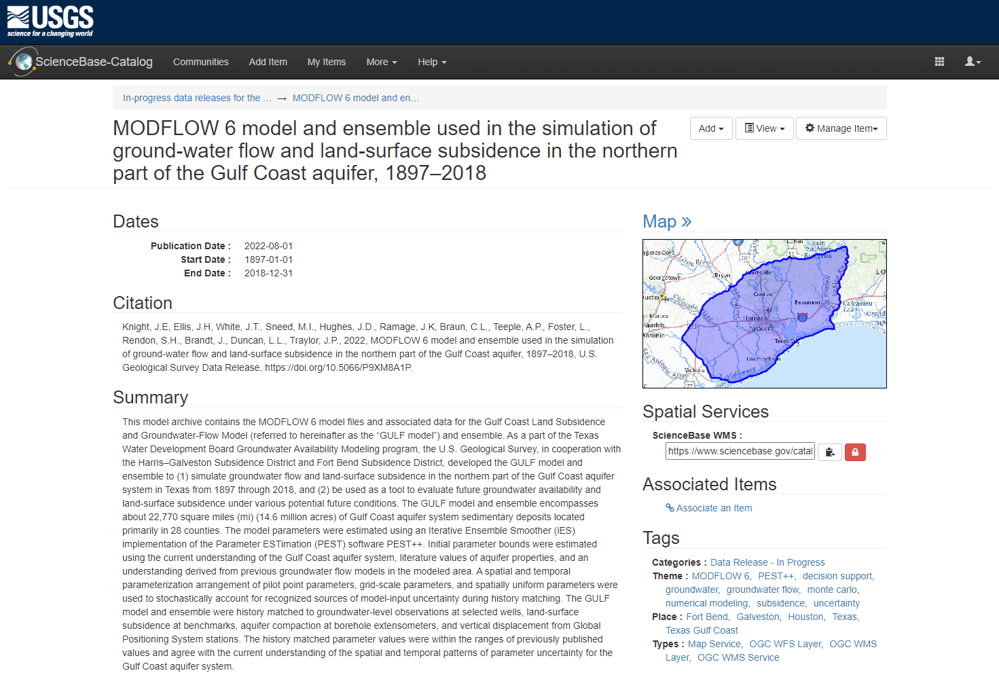 USGS
science for a changing world
ScienceBase-Catalog Communities Add Item My Items More Help
In-progress data releases for the ... → MODFLOW 6 model and en...
MODFLOW 6 model and ensemble used in the simulation of
ground-water flow and land-surface subsidence in the northern
part of the Gulf Coast aquifer, 1897–2018
Add View Manage Item
Dates
Publication Date : 2022-08-01
Start Date : 1897-01-01
End Date : 2018-12-31
Citation
Knight, J.E, Ellis, J.H, White, J.T., Sneed, M.I., Hughes, J.D., Ramage, J.K, Braun, C.L., Teeple, A.P., Foster, L.,
Rendon, S.H., Brandt, J., Duncan, L.L., Traylor, J.P., 2022, MODFLOW 6 model and ensemble used in the simulation
of ground-water flow and land-surface subsidence in the northern part of the Gulf Coast aquifer, 1897–2018, U.S.
Geological Survey Data Release, https://doi.org/10.5066/P9XM8A1P.
Summary
This model archive contains the MODFLOW 6 model files and associated data for the Gulf Coast Land Subsidence
and Groundwater-Flow Model (referred to hereinafter as the “GULF model”) and ensemble. As a part of the Texas
Water Development Board Groundwater Availability Modeling program, the U.S. Geological Survey, in cooperation with
the Harris–Galveston Subsidence District and Fort Bend Subsidence District, developed the GULF model and
ensemble to (1) simulate groundwater flow and land-surface subsidence in the northern part of the Gulf Coast aquifer
system in Texas from 1897 through 2018, and (2) be used as a tool to evaluate future groundwater availability and
land-surface subsidence under various potential future conditions. The GULF model and ensemble encompasses
about 22,770 square miles (mi) (14.6 million acres) of Gulf Coast aquifer system sedimentary deposits located
primarily in 28 counties. The model parameters were estimated using an Iterative Ensemble Smoother (iES)
implementation of the Parameter ESTimation (PEST) software PEST++. Initial parameter bounds were estimated
using the current understanding of the Gulf Coast aquifer system, literature values of aquifer properties, and an
understanding derived from previous groundwater flow models in the modeled area. A spatial and temporal
parameterization arrangement of pilot point parameters, grid-scale parameters, and spatially uniform parameters were
used to stochastically account for recognized sources of model-input uncertainty during history matching. The GULF
model and ensemble were history matched to groundwater-level observations at selected wells, land-surface
subsidence at benchmarks, aquifer compaction at borehole extensometers, and vertical displacement from Global
Positioning System stations. The history matched parameter values were within the ranges of previously published
values and agree with the current understanding of the spatial and temporal patterns of parameter uncertainty for the
Gulf Coast aquifer system.
Map »
45
Lufkin
Sam
Rayburn
Little River
30
59
Huntsville
Bryan
Georgetown
Conroe
Beaumont
Calcasieu
Lake
Grand
Austin
Colorado
Houston
10
Pasadena
Texas City
Lake Jackson
San Antonio River
Victoria
77
Spatial Services
ScienceBase WMS :
https://www.sciencebase.gov/catal
Associated Items
Associate an Item
Tags
Categories : Data Release - In Progress
Theme : MODFLOW 6, PEST++, decision support,
groundwater, groundwater flow, monte carlo,
numerical modeling, subsidence, uncertainty
Place : Fort Bend, Galveston, Houston, Texas,
Texas Gulf Coast
Types : Map Service, OGC WFS Layer, OGC WMS
Layer, OGC WMS Service